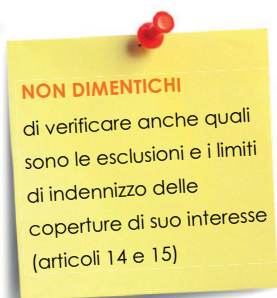 NON DIMENTICHI
di verificare anche quali
sono le esclusioni e i limiti
di indennizzo delle
coperture di suo interesse
(articoli 14 e 15)